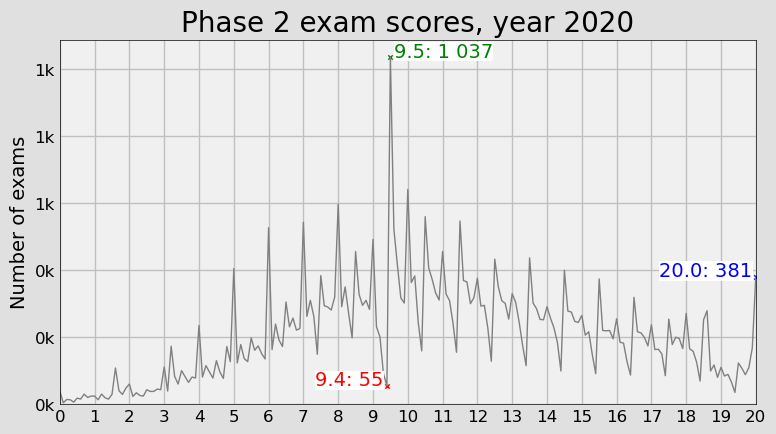 Phase 2 exam scores, year 2020
Number of exams
1k
1k
1k
0k
0k
0k
9.5: 1 037
20.0: 381
9.4: 55
0 1 2 3 4 5 6 7 8 9 10 11 12 13 14 15 16 17 18 19 20